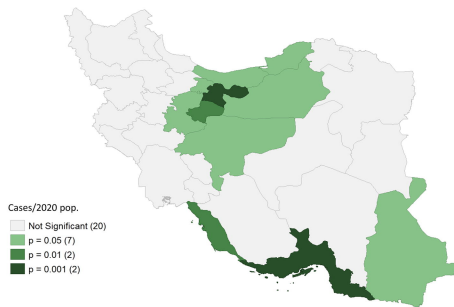 Cases/2020 pop.
Not Significant (20)
p = 0.05 (7)
p = 0.01 (2)
p = 0.001 (2)